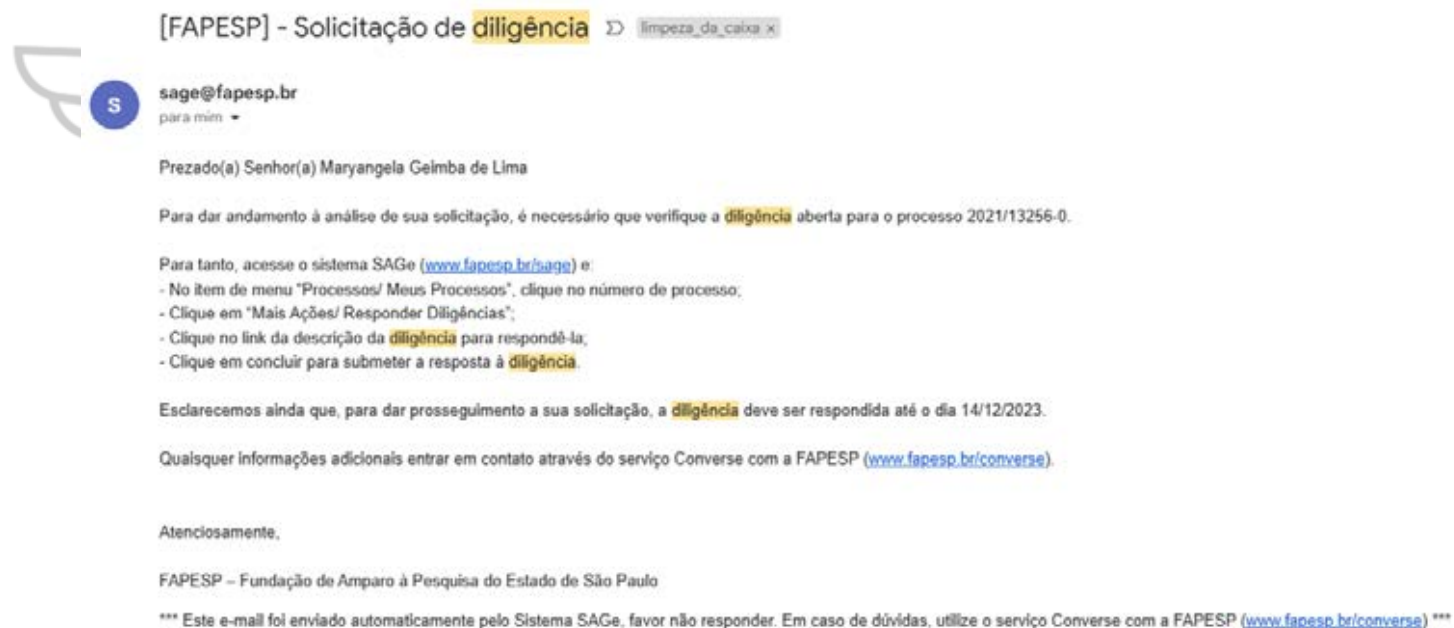 [FAPESP] - Solicitação de diligência limpeza_da_caixa x
S
sage@fapesp.br
para mim
Prezado(a) Senhor(a) Maryangela Geimba de Lima
Para dar andamento à análise de sua solicitação, é necessário que verifique a diligência aberta para o processo 2021/13256-0.
Para tanto, acesse o sistema SAGe (www.fapesp.br/sage) e:
- No item de menu "Processos/ Meus Processos", clique no número de processo;
- Clique em "Mais Ações/ Responder Diligências";
- Clique no link da descrição da diligência para respondê-la;
- Clique em concluir para submeter a resposta à diligência.
Esclarecemos ainda que, para dar prosseguimento a sua solicitação, a diligência deve ser respondida até o dia 14/12/2023.
Quaisquer informações adicionais entrar em contato através do serviço Converse com a FAPESP (www.fapesp.br/converse).
Atenciosamente,
FAPESP – Fundação de Amparo à Pesquisa do Estado de São Paulo
*** Este e-mail foi enviado automaticamente pelo Sistema SAGe, favor não responder. Em caso de dúvidas, utilize o serviço Converse com a FAPESP (www.fapesp.br/converse) ***